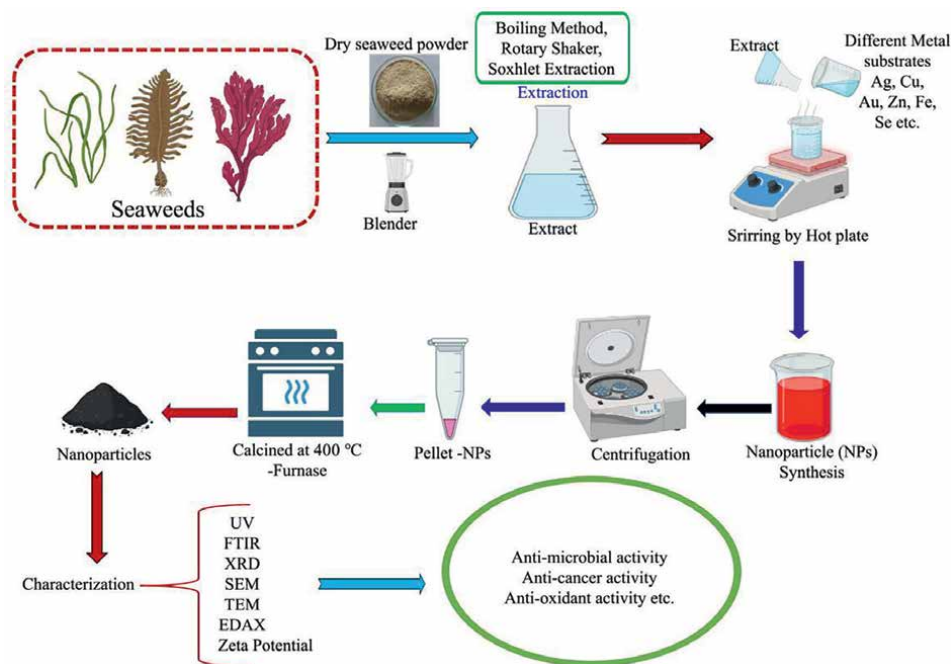 Seaweeds
Dry seaweed powder
Blender
Boiling Method,
Rotary Shaker,
Soxhlet Extraction
Extraction
Extract
Extract
Different Metal
substrates
Ag, Cu,
Au, Zn, Fe,
Se etc.
Srirring by Hot plate
Nanoparticle (NPs)
Synthesis
Centrifugation
Pellet -NPs
Calcined at 400 °C
-Furnase
Nanoparticles
Characterization
UV
FTIR
XRD
SEM
TEM
EDAX
Zeta Potential
Anti-microbial activity
Anti-cancer activity
Anti-oxidant activity etc.